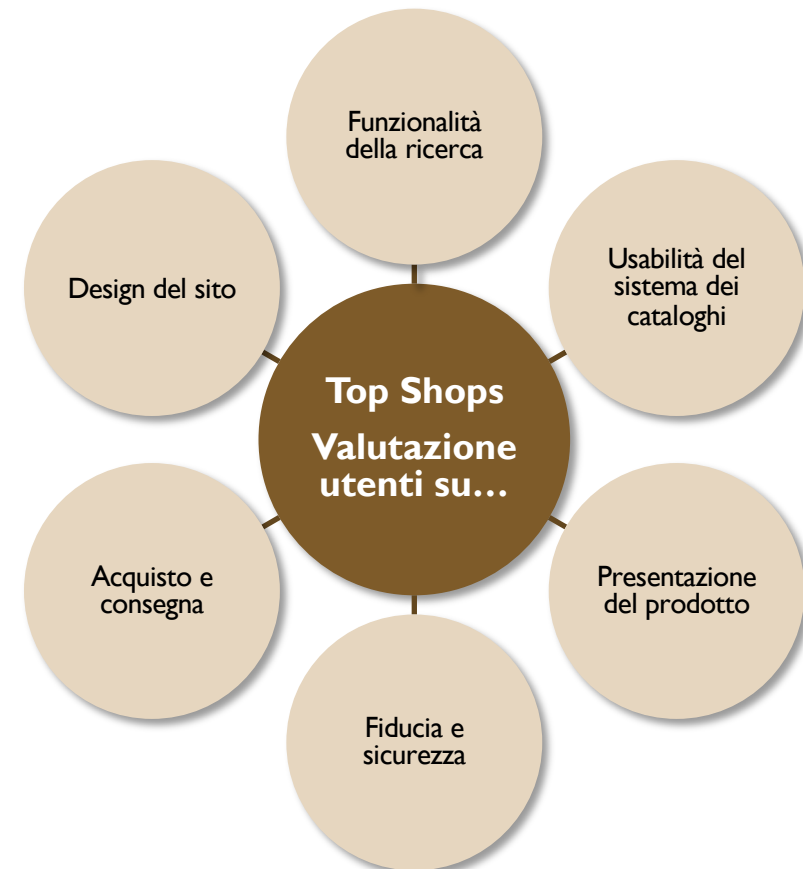 Funzionalità
della ricerca
Usabilità del
sistema dei
cataloghi
Presentazione
del prodotto
Fiducia e
sicurezza
Acquisto e
consegna
Design del sito
Top Shops
Valutazione
utenti su…